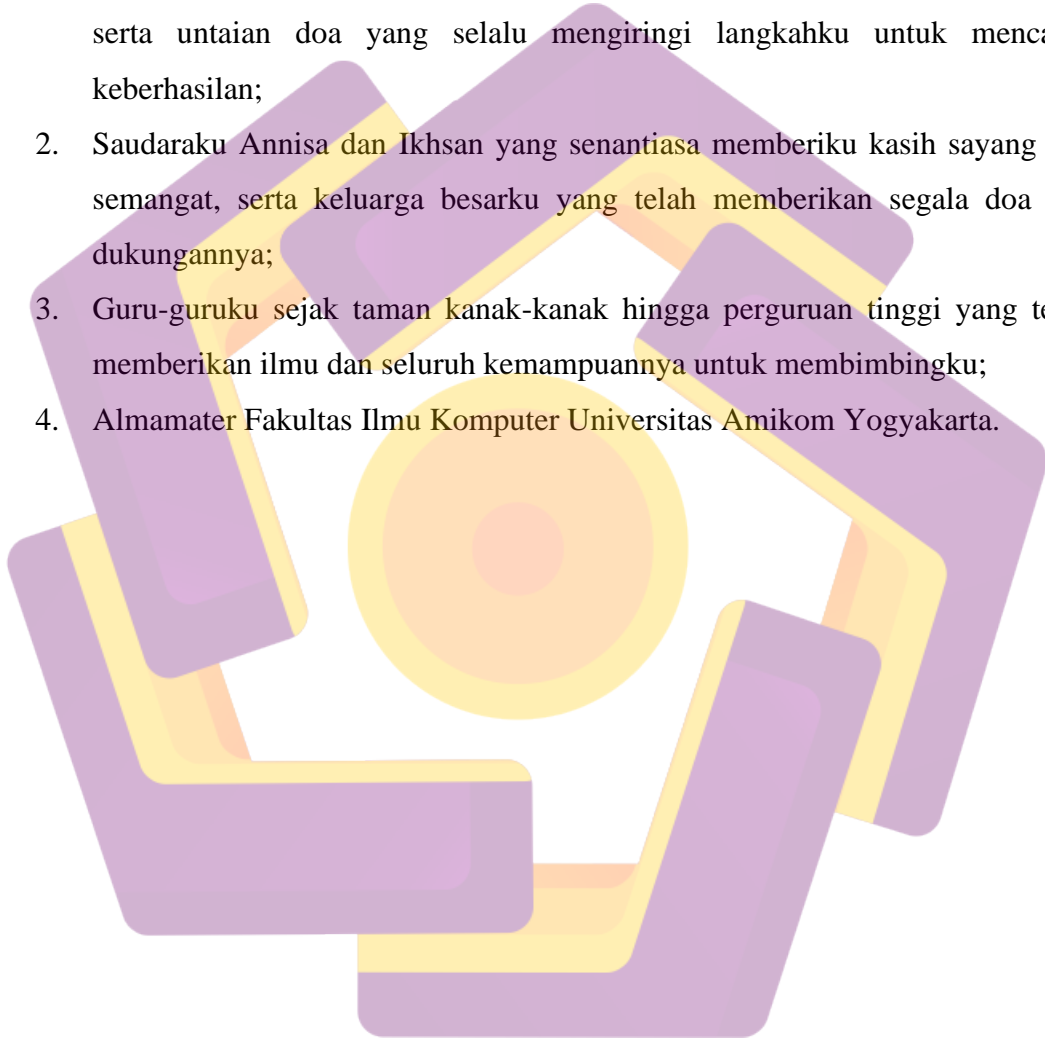 serta untaian doa yang selalu mengiringi langkahku untuk menca
keberhasilan;
2. Saudaraku Annisa dan Ikhsan yang senantiasa memberiku kasih sayang
semangat, serta keluarga besarku yang telah memberikan segala doa
dukungannya;
3. Guru-guruku sejak taman kanak-kanak hingga perguruan tinggi yang te
memberikan ilmu dan seluruh kemampuannya untuk membimbingku;
4. Almamater Fakultas Ilmu Komputer Universitas Amikom Yogyakarta.